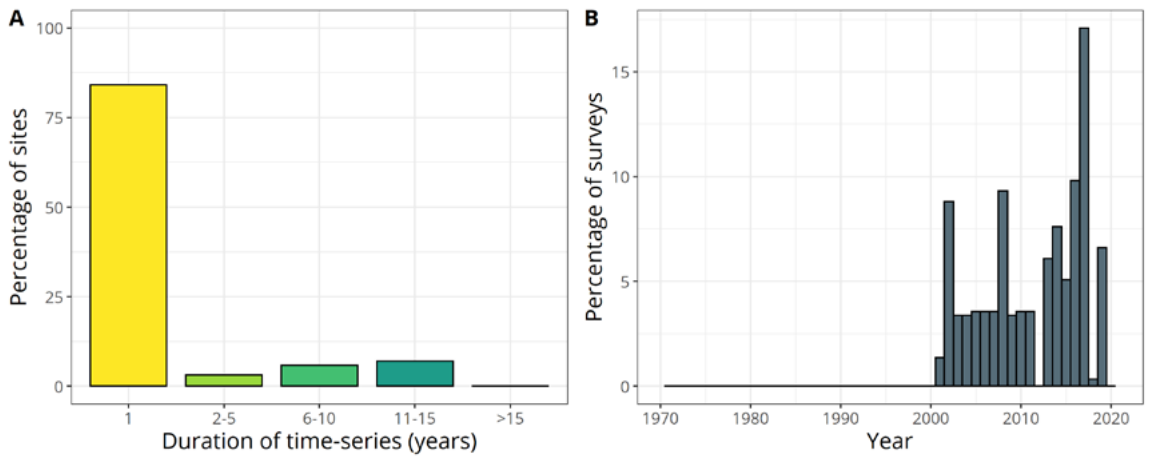 A
Percentage of sites
100
75
50
25
0
1 2-5 6-10 11-15 >15
Duration of time-series (years)
B
Percentage of surveys
15
10
5
0
1970 1980 1990 2000 2010 2020
Year